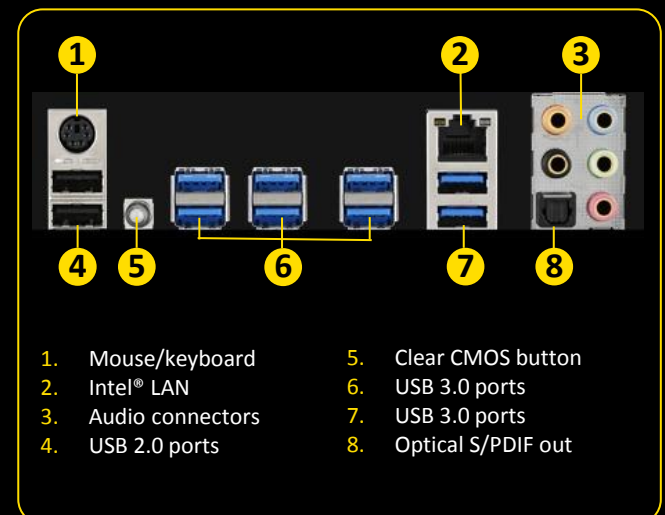 1 2 3
4 5 6 7 8
1. Mouse/keyboard
2. Intel® LAN
3. Audio connectors
4. USB 2.0 ports
5. Clear CMOS button
6. USB 3.0 ports
7. USB 3.0 ports
8. Optical S/PDIF out